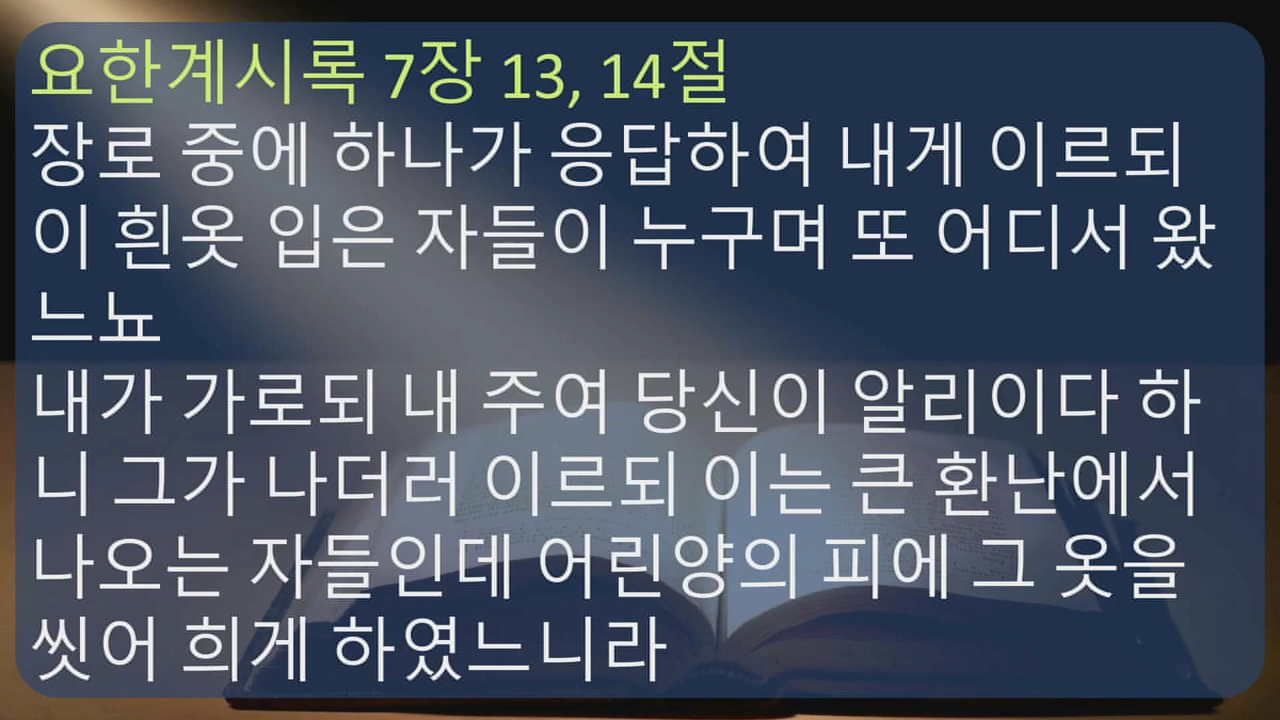 요한계시록 7장 13, 14절
장로 중에 하나가 응답하여 내게 이르되
이 흰옷 입은 자들이 누구며 또 어디서 왔
느뇨
내가 가로되 내 주여 당신이 알리이다 하
니 그가 나더러 이르되 이는 큰 환난에서
나오는 자들인데 어린양의 피에 그 옷을
씻어 희게 하였느니라